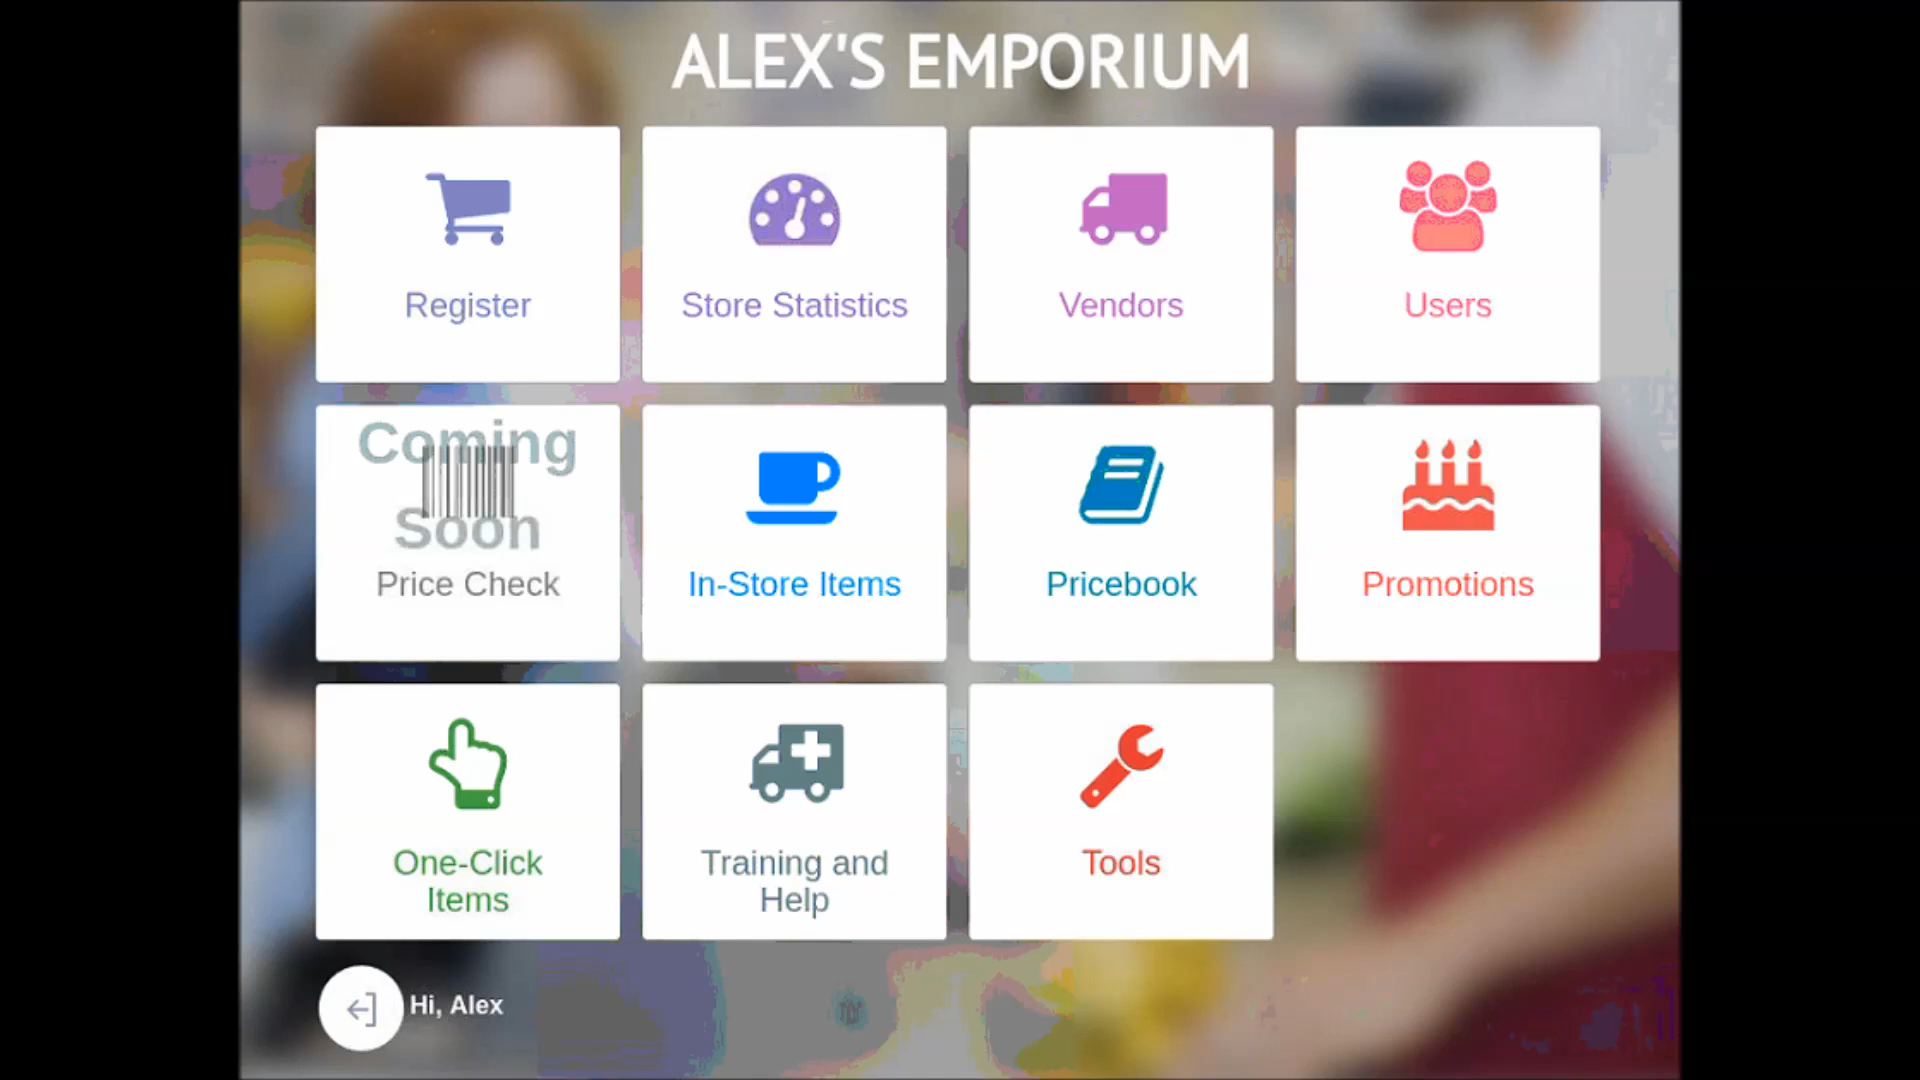 ALEX'S EMPORIUM
Register
Store Statistics
Vendors
Users
Coming
Soon
Price Check
In-Store Items
Pricebook
Promotions
One-Click
Items
Training and
Help
Tools
Hi, Alex